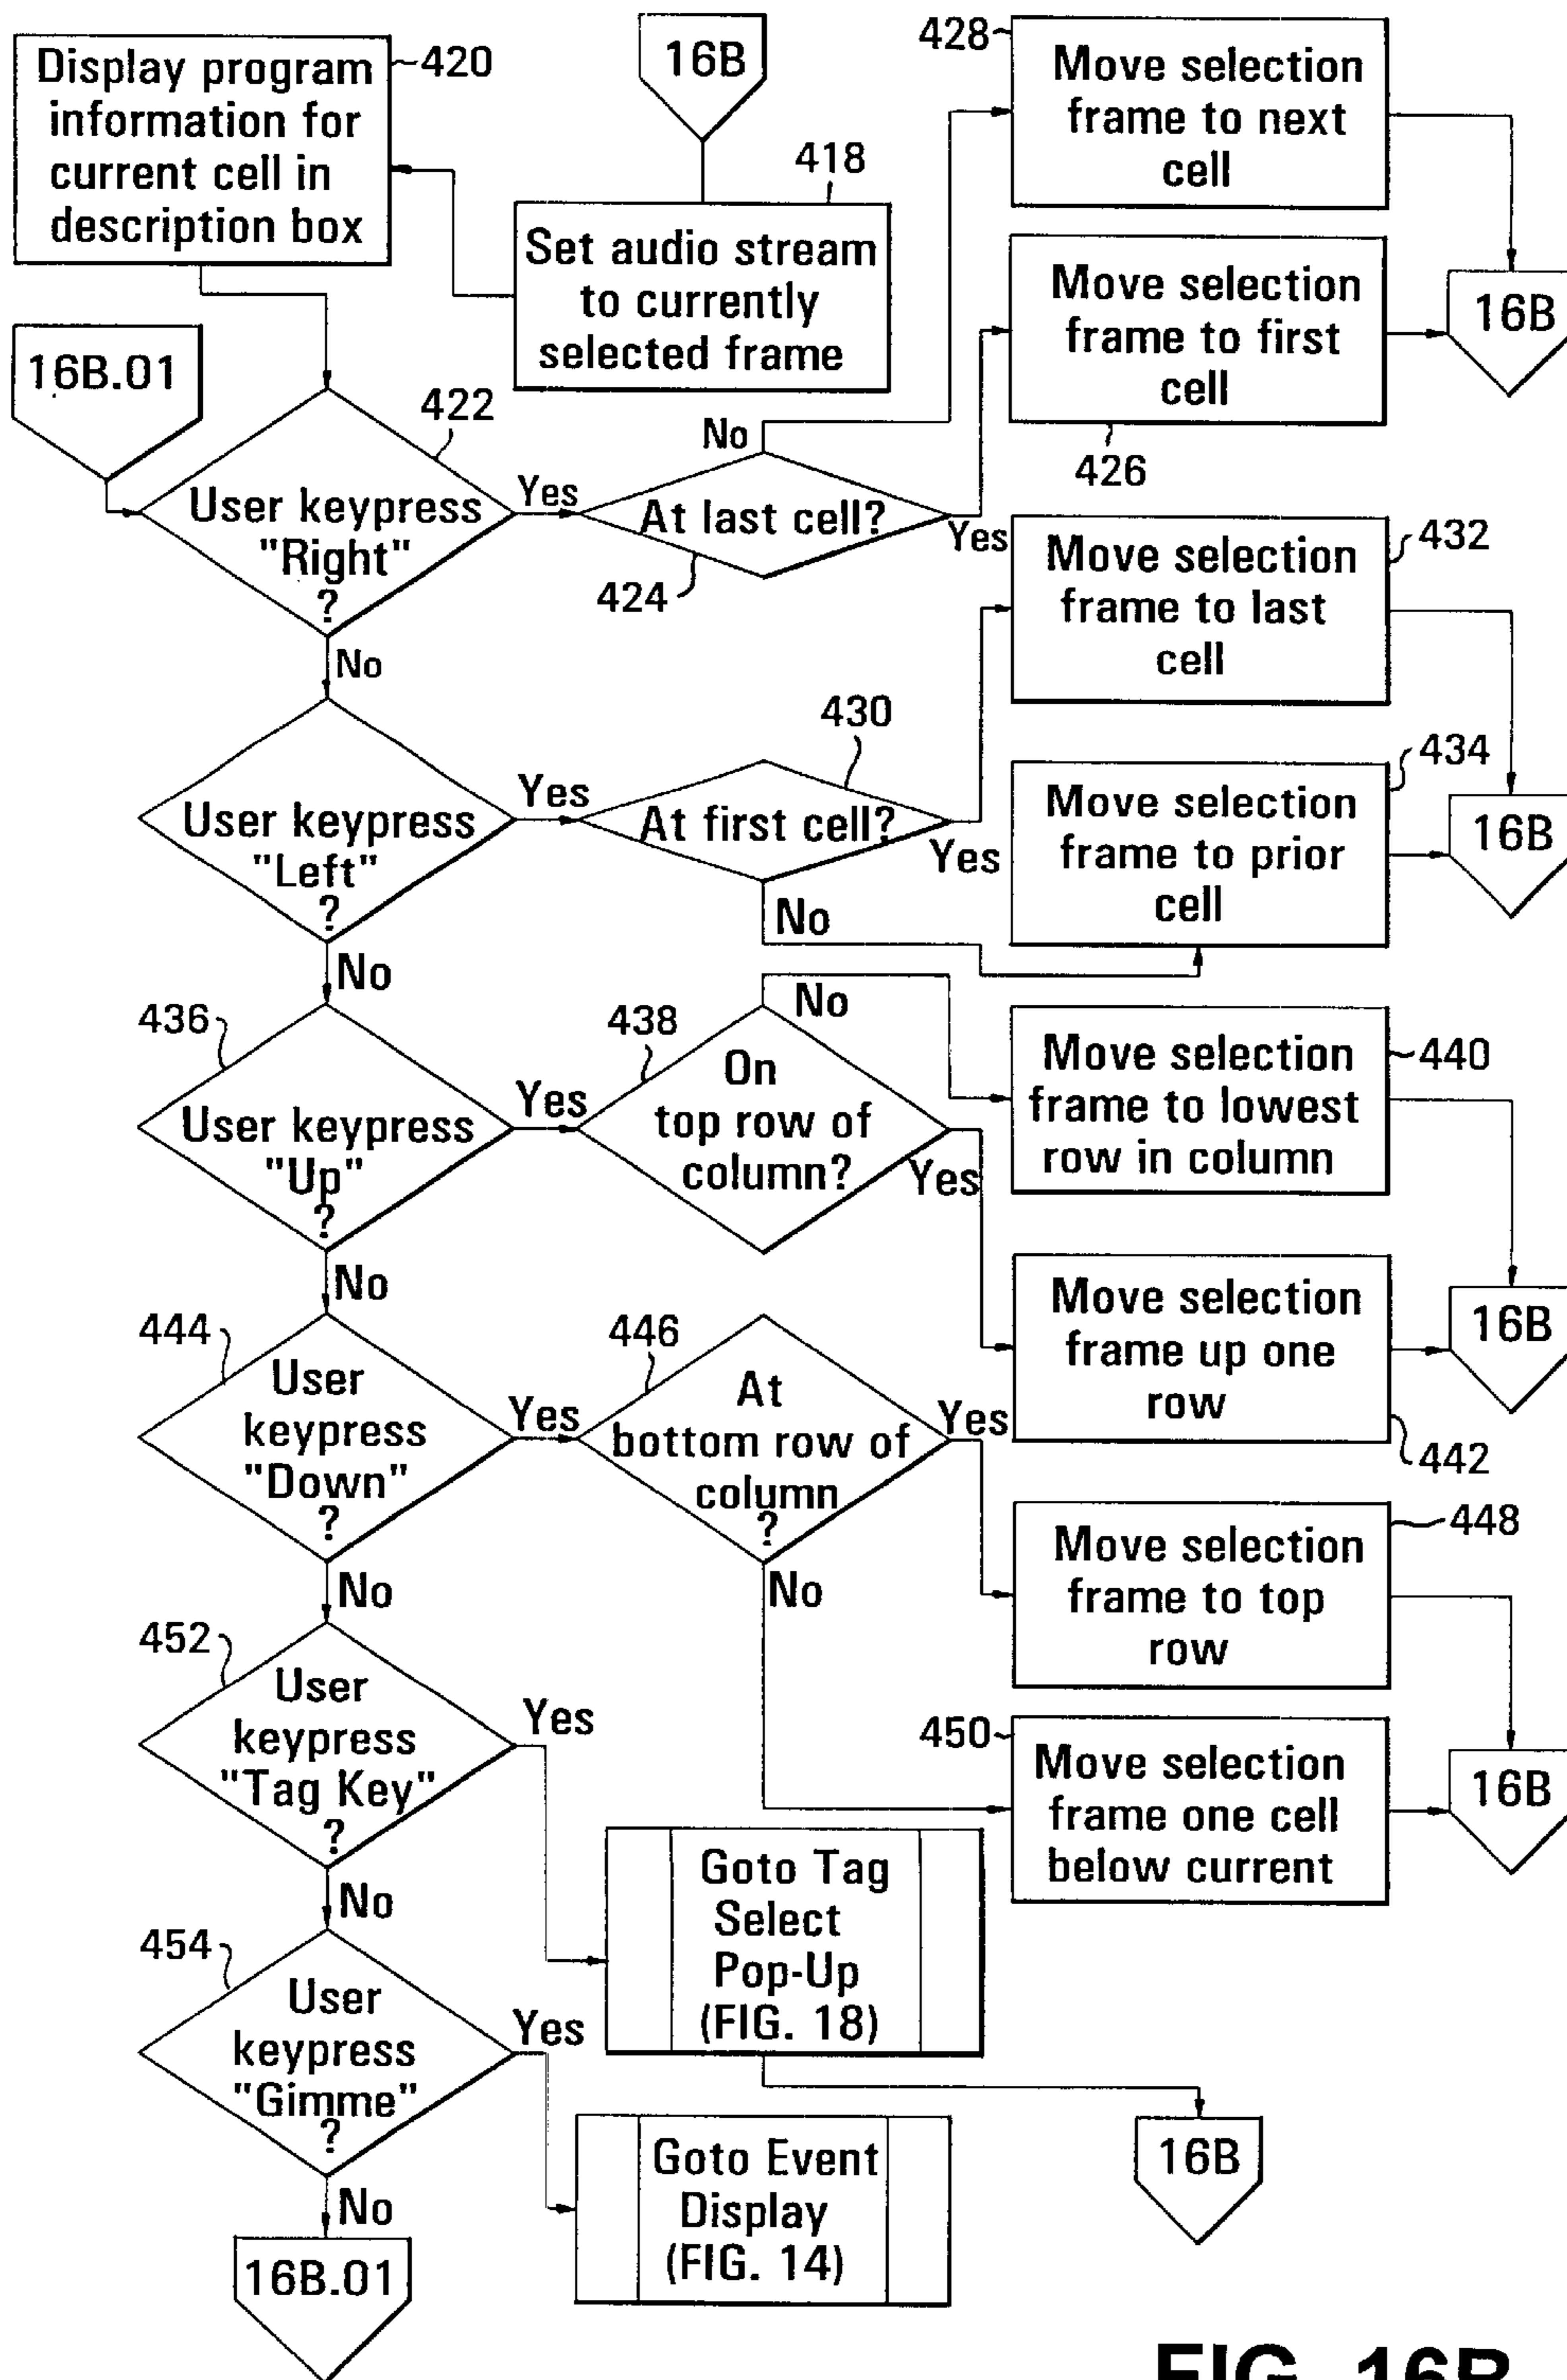 Display program
information for
current cell in
description box
420
16B
428
Move selection
frame to next
cell
418
Set audio stream
to currently
selected frame
Move selection
frame to first
cell
426
16B
16B.01
422
User keypress
"Right"
?
Yes
No
No
At last cell?
424
Yes
Move selection
frame to last
cell
432
430
User keypress
"Left"
?
Yes
No
At first cell?
Yes
No
Move selection
frame to prior
cell
434
16B
436
User keypress
"Up"
?
Yes
No
438
No
On
top row of
column?
Yes
Move selection
frame to lowest
row in column
440
Move selection
frame up one
row
442
16B
444
User
keypress
"Down"
?
Yes
No
446
At
bottom row of
column
?
Yes
No
Move selection
frame to top
row
448
450
Move selection
frame one cell
below current
16B
452
User
keypress
"Tag Key"
?
Yes
No
Goto Tag
Select
Pop-Up
(FIG. 18)
16B
454
User
keypress
"Gimme"
?
Yes
No
Goto Event
Display
(FIG. 14)
16B.01
FIG. 16B